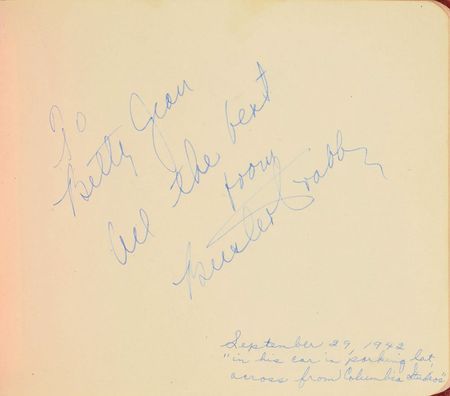 To
Betty Jean
All the best
from
Buster Crabbe
September 29, 1942
"in his car in parking lot
across from Columbia Studios"